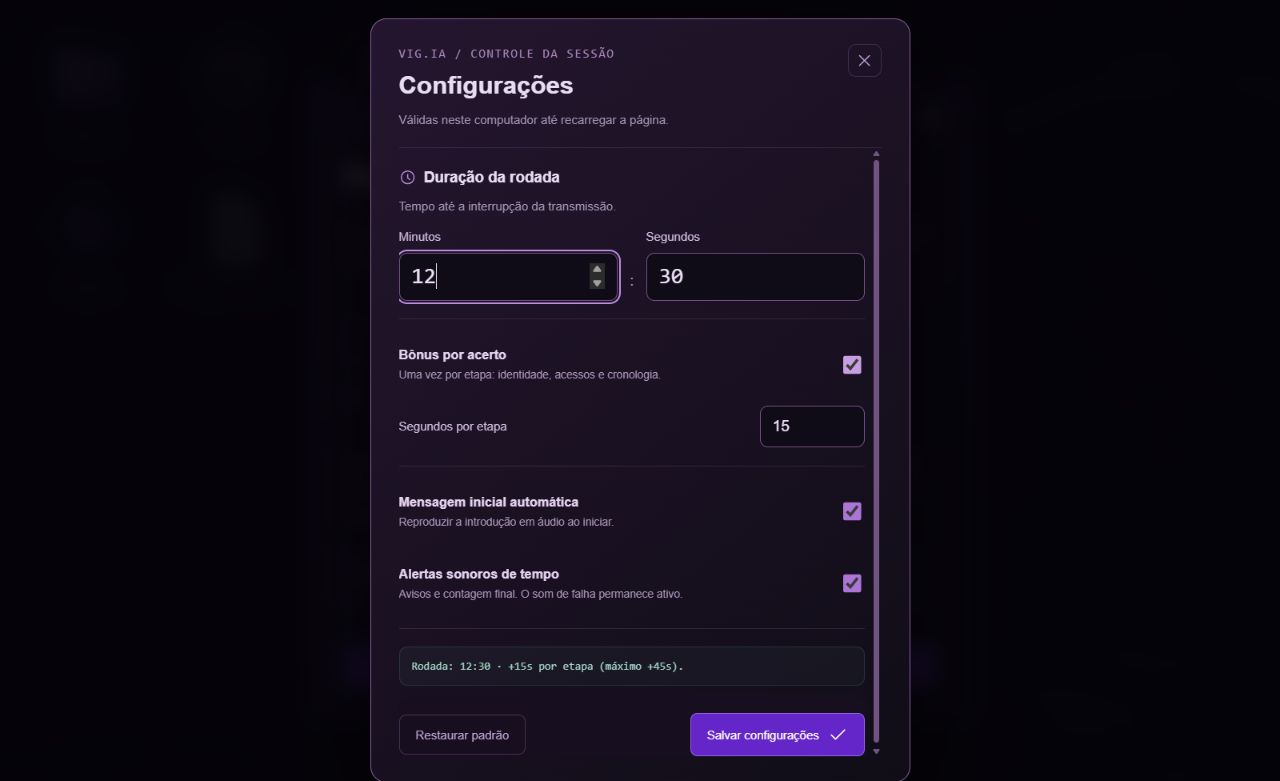 VIG.IA / CONTROLE DA SESSÃO
Configurações
Válidas neste computador até recarregar a página.
Duração da rodada
Tempo até a interrupção da transmissão.
Minutos
Segundos
12 : 30
Bônus por acerto
Uma vez por etapa: identidade, acessos e cronologia.
Segundos por etapa
15
Mensagem inicial automática
Reproduzir a introdução em áudio ao iniciar.
Alertas sonoros de tempo
Avisos e contagem final. O som de falha permanece ativo.
Rodada: 12:30 · +15s por etapa (máximo +45s).
Restaurar padrão
Salvar configurações